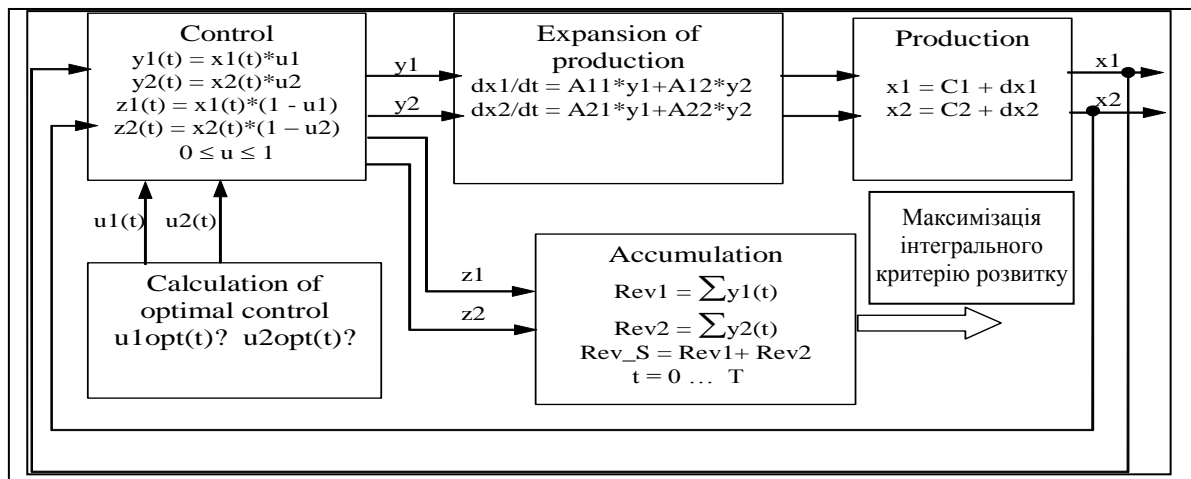 Control
y1(t) = x1(t)*u1
y2(t) = x2(t)*u2
z1(t) = x1(t)*(1 - u1)
z2(t) = x2(t)*(1 – u2)
0 ≤ u ≤ 1
y1
y2
Expansion of
production
dx1/dt = A11*y1+A12*y2
dx2/dt = A21*y1+A22*y2
Production
x1 = C1 + dx1
x2 = C2 + dx2
x1
x2
u1(t)
u2(t)
Calculation of
optimal control
u1opt(t)? u2opt(t)?
z1
z2
Accumulation
Rev1 = ∑y1(t)
Rev2 = ∑y2(t)
Rev_S = Rev1+ Rev2
t = 0 … T
Максимізація
інтегрального
критерію розвитку